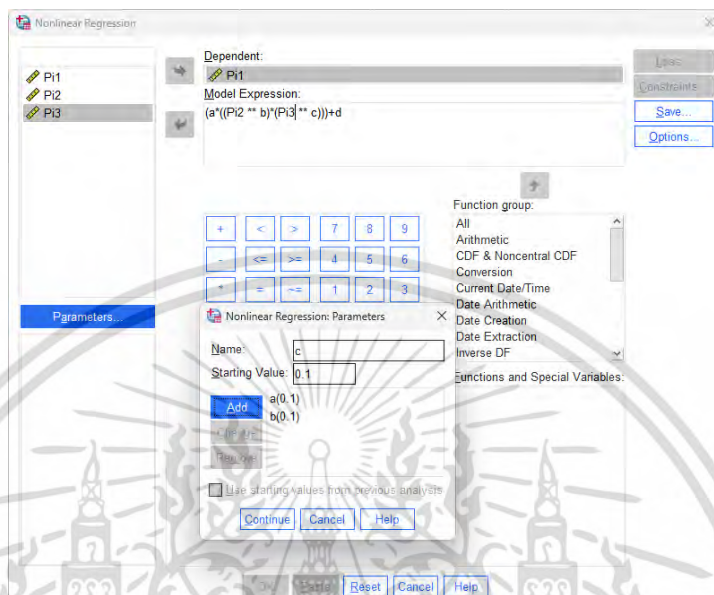 Nonlinear Regression
Pi1
Pi2
Pi3
Dependent:
Pi1
Model Expression:
(a*((Pi2 ** b)*(Pi3 ** c)))+d
Constraints
Save...
Options...
+ < > 7 8 9
- <= >= 4 5 6
* = ~= 1 2 3
Function group:
All
Arithmetic
CDF & Noncentral CDF
Conversion
Current Date/Time
Date Arithmetic
Date Creation
Date Extraction
Inverse DF
Functions and Special Variables:
Parameters...
Nonlinear Regression: Parameters
Name: c
Starting Value: 0.1
Add
a(0.1)
b(0.1)
Change
Remove
Use starting values from previous analysis
Continue Cancel Help
OK Paste Reset Cancel Help